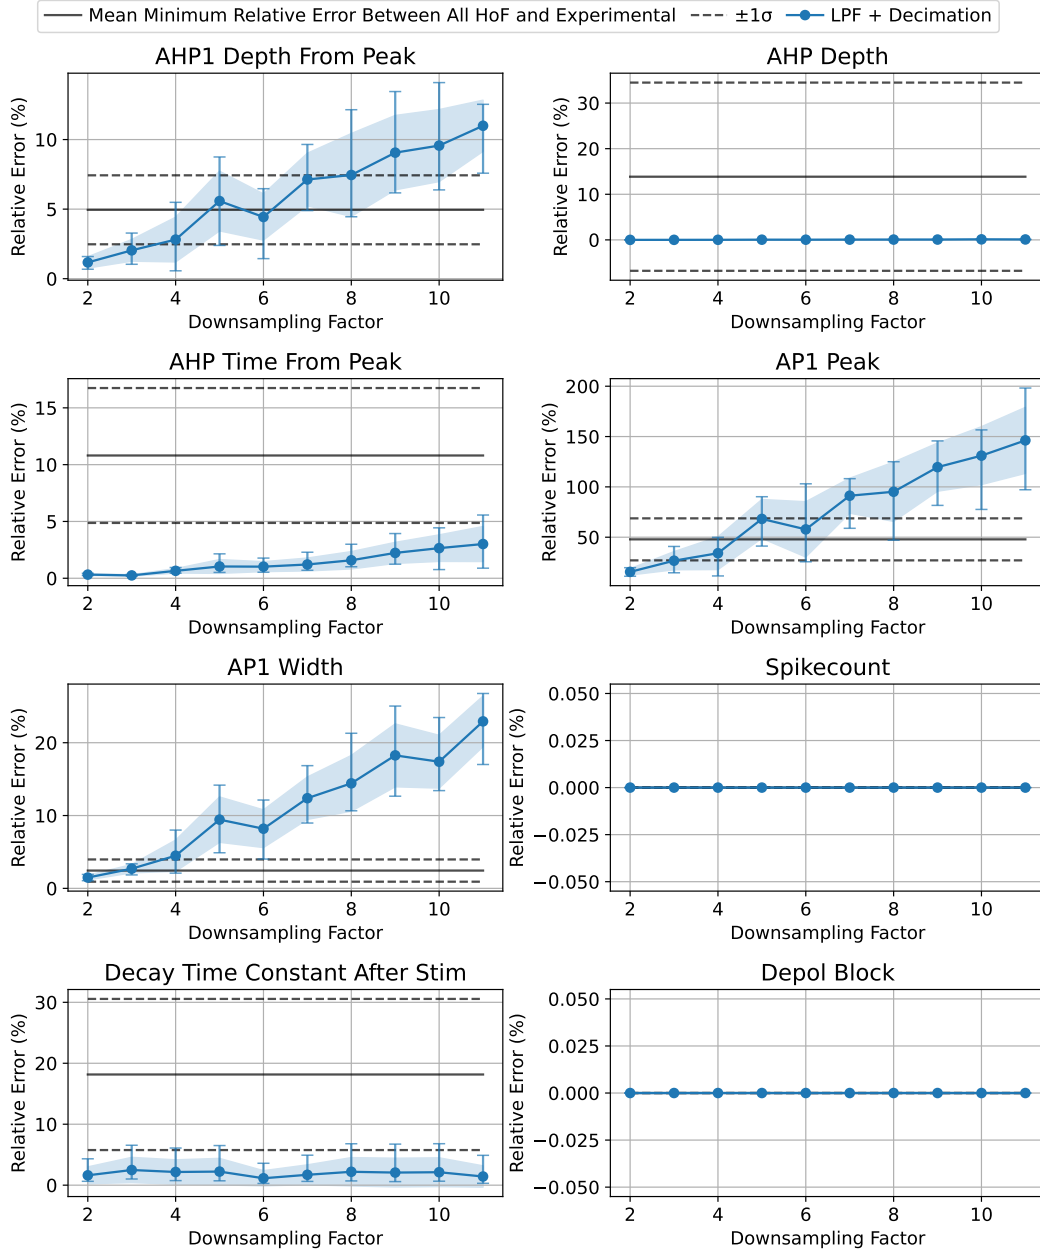 Mean Minimum Relative Error Between All HoF and Experimental ±1σ LPF + Decimation
AHP1 Depth From Peak
Relative Error (%)
10
5
0
2 4 6 8 10
Downsampling Factor
AHP Depth
Relative Error (%)
30
20
10
0
2 4 6 8 10
Downsampling Factor
AHP Time From Peak
Relative Error (%)
15
10
5
0
2 4 6 8 10
Downsampling Factor
AP1 Peak
Relative Error (%)
200
150
100
50
2 4 6 8 10
Downsampling Factor
AP1 Width
Relative Error (%)
20
10
0
2 4 6 8 10
Downsampling Factor
Spikecount
Relative Error (%)
0.050
0.025
0.000
−0.025
−0.050
2 4 6 8 10
Downsampling Factor
Decay Time Constant After Stim
Relative Error (%)
30
20
10
0
2 4 6 8 10
Downsampling Factor
Depol Block
Relative Error (%)
0.050
0.025
0.000
−0.025
−0.050
2 4 6 8 10
Downsampling Factor